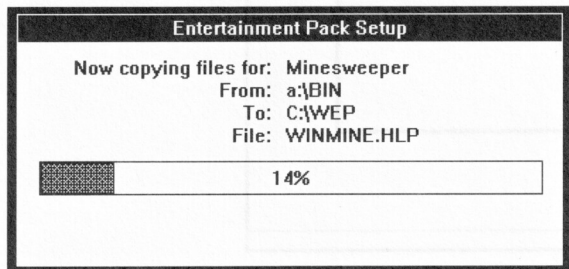 Entertainment Pack Setup
Now copying files for: Minesweeper
From: a:\BIN
To: C:\WEP
File: WINMINE.HLP
14%